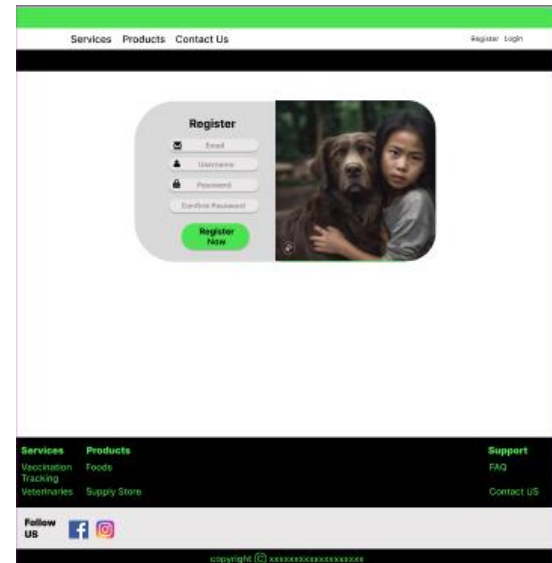 Services Products Contact Us Register Login
Register
Email
Username
Password
Confirm Password
Register
Now
Services Products Support
Vaccination Foods FAQ
Tracking
Veterinaries Supply Store Contact US
Follow
US
copyright © xxxxxxxxxxxxxxxxxxx